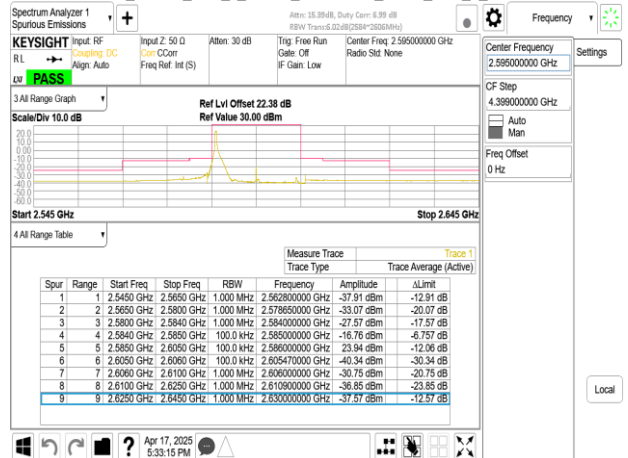 Spectrum Analyzer 1
Spurious Emissions
+
Attn: 15.39dB, Duty Corr: 6.99 dB
RBW Trans:6.02dB(2584~2606MHz)
Frequency
KEYSIGHT
RL
PASS
Input: RF
Coupling: DC
Align: Auto
Input Z: 50 Ω
Corr CCorr
Freq Ref: Int (S)
Atten: 30 dB
Trig: Free Run
Gate: Off
IF Gain: Low
Center Freq: 2.595000000 GHz
Radio Std: None
Center Frequency
2.595000000 GHz
Settings
CF Step
4.399000000 GHz
Auto
Man
Freq Offset
0 Hz
3 All Range Graph
Scale/Div 10.0 dB
Ref Lvl Offset 22.38 dB
Ref Value 30.00 dBm
20.0
10.0
0.00
-10.0
-20.0
-30.0
-40.0
-50.0
-60.0
Start 2.545 GHz
Stop 2.645 GHz
4 All Range Table
Measure Trace Trace 1
Trace Type Trace Average (Active)
Spur Range Start Freq Stop Freq RBW Frequency Amplitude ΔLimit
1 1 2.5450 GHz 2.5650 GHz 1.000 MHz 2.562800000 GHz -37.91 dBm -12.91 dB
2 2 2.5650 GHz 2.5800 GHz 1.000 MHz 2.578650000 GHz -33.07 dBm -20.07 dB
3 3 2.5800 GHz 2.5840 GHz 1.000 MHz 2.584000000 GHz -27.57 dBm -17.57 dB
4 4 2.5840 GHz 2.5850 GHz 100.0 kHz 2.585000000 GHz -16.76 dBm -6.757 dB
5 5 2.5850 GHz 2.6050 GHz 100.0 kHz 2.586000000 GHz 23.94 dBm -12.06 dB
6 6 2.6050 GHz 2.6060 GHz 100.0 kHz 2.605470000 GHz -40.34 dBm -30.34 dB
7 7 2.6060 GHz 2.6100 GHz 1.000 MHz 2.606000000 GHz -30.75 dBm -20.75 dB
8 8 2.6100 GHz 2.6250 GHz 1.000 MHz 2.610900000 GHz -36.85 dBm -23.85 dB
9 9 2.6250 GHz 2.6450 GHz 1.000 MHz 2.630000000 GHz -37.57 dBm -12.57 dB
Local
?
Apr 17, 2025
5:33:15 PM